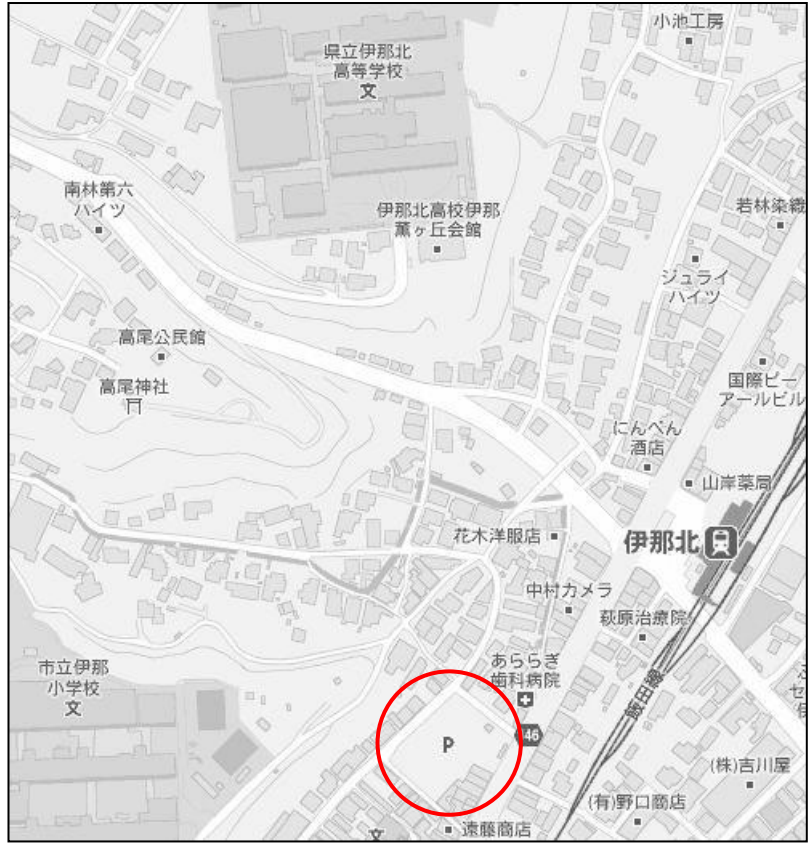 小池工房
県立伊那北
高等学校
文
南林第六
ハイツ
伊那北高校伊那
薫ヶ丘会館
若林染織
ジュライ
ハイツ
高尾公民館
高尾神社
国際ビー
アールビル
にんべん
酒店
山岸薬局
花木洋服店
伊那北
中村カメラ
萩原治療院
あららぎ
歯科病院
市立伊那
小学校
文
飯田線
46
P
(株)吉川屋
(有)野口商店
遠藤商店
文